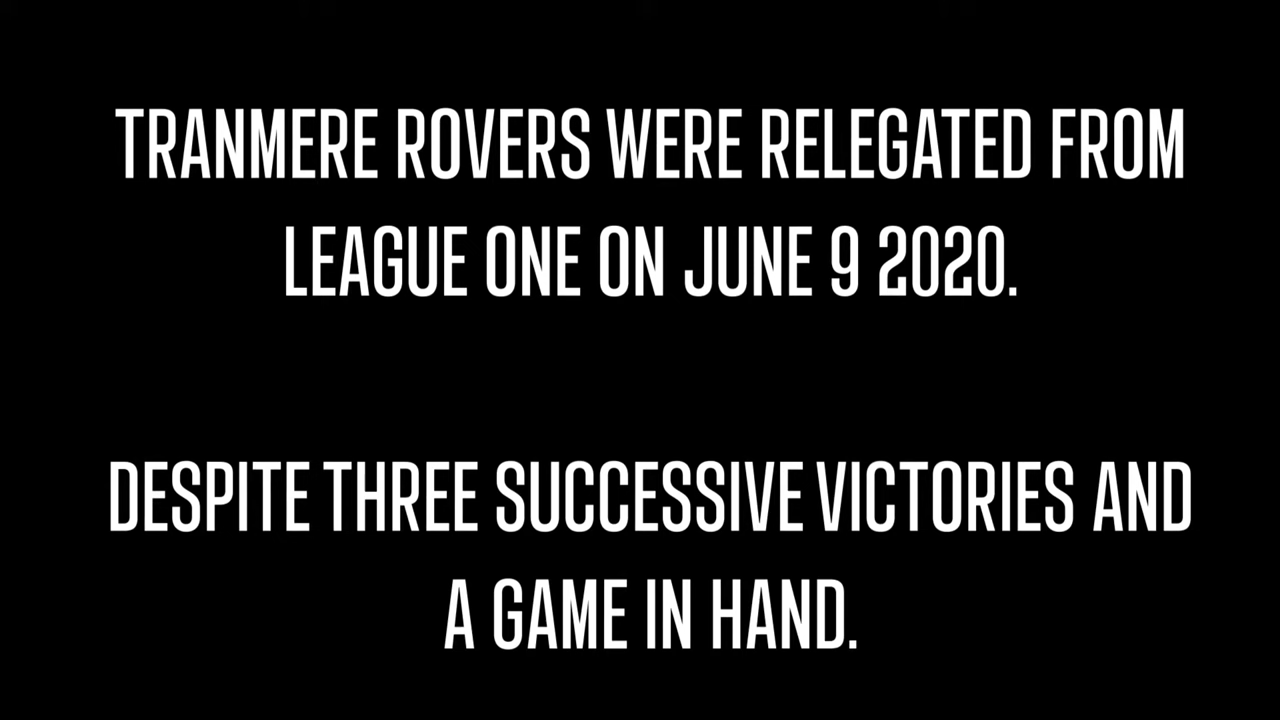 TRANMERE ROVERS WERE RELEGATED FROM
LEAGUE ONE ON JUNE 9 2020.
DESPITE THREE SUCCESSIVE VICTORIES AND
A GAME IN HAND.